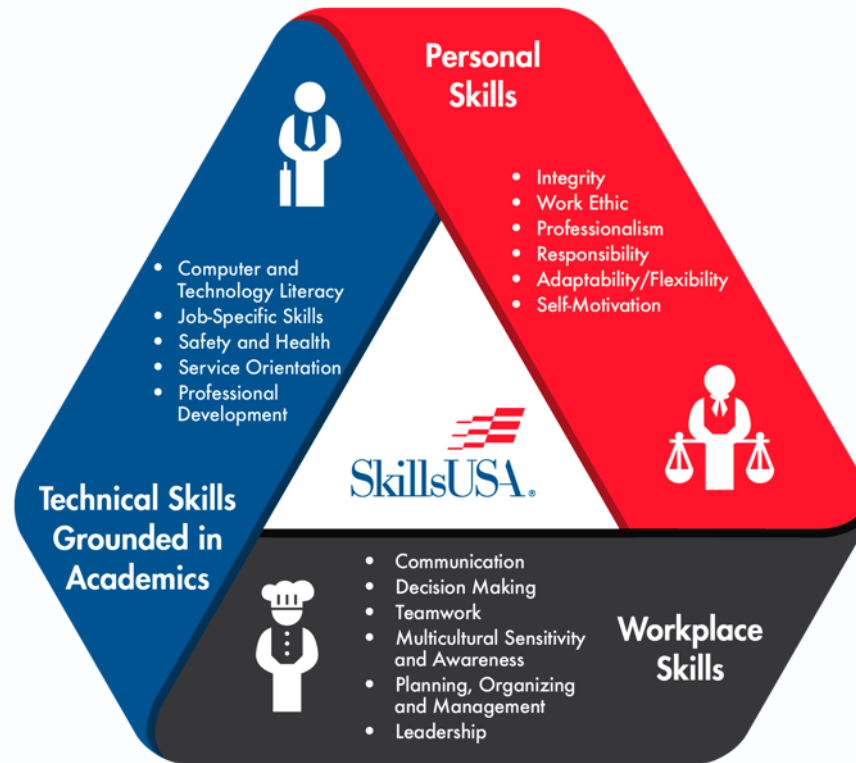 Personal
Skills
• Integrity
• Work Ethic
• Professionalism
• Responsibility
• Adaptability/Flexibility
• Self-Motivation
• Computer and
Technology Literacy
• Job-Specific Skills
• Safety and Health
• Service Orientation
• Professional
Development
Technical Skills
Grounded in
Academics
SkillsUSA®
• Communication
• Decision Making
• Teamwork
• Multicultural Sensitivity
and Awareness
• Planning, Organizing
and Management
• Leadership
Workplace
Skills